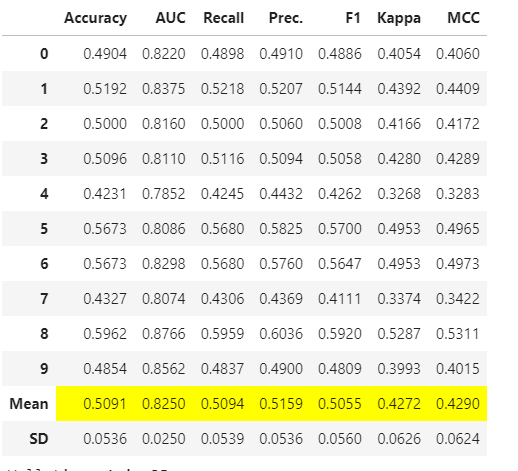 Accuracy AUC Recall Prec. F1 Kappa MCC
0 0.4904 0.8220 0.4898 0.4910 0.4886 0.4054 0.4060
1 0.5192 0.8375 0.5218 0.5207 0.5144 0.4392 0.4409
2 0.5000 0.8160 0.5000 0.5060 0.5008 0.4166 0.4172
3 0.5096 0.8110 0.5116 0.5094 0.5058 0.4280 0.4289
4 0.4231 0.7852 0.4245 0.4432 0.4262 0.3268 0.3283
5 0.5673 0.8086 0.5680 0.5825 0.5700 0.4953 0.4965
6 0.5673 0.8298 0.5680 0.5760 0.5647 0.4953 0.4973
7 0.4327 0.8074 0.4306 0.4369 0.4111 0.3374 0.3422
8 0.5962 0.8766 0.5959 0.6036 0.5920 0.5287 0.5311
9 0.4854 0.8562 0.4837 0.4900 0.4809 0.3993 0.4015
Mean 0.5091 0.8250 0.5094 0.5159 0.5055 0.4272 0.4290
SD 0.0536 0.0250 0.0539 0.0536 0.0560 0.0626 0.0624